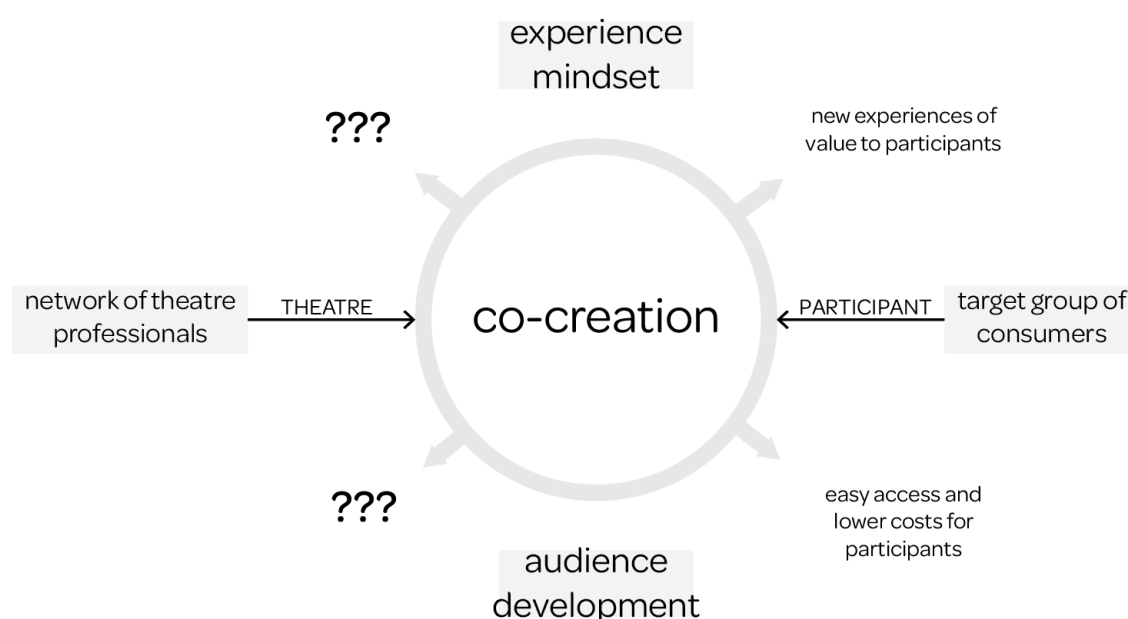 experience
mindset
???
new experiences of
value to participants
network of theatre
professionals
THEATRE
co-creation
PARTICIPANT
target group of
consumers
???
easy access and
lower costs for
participants
audience
development